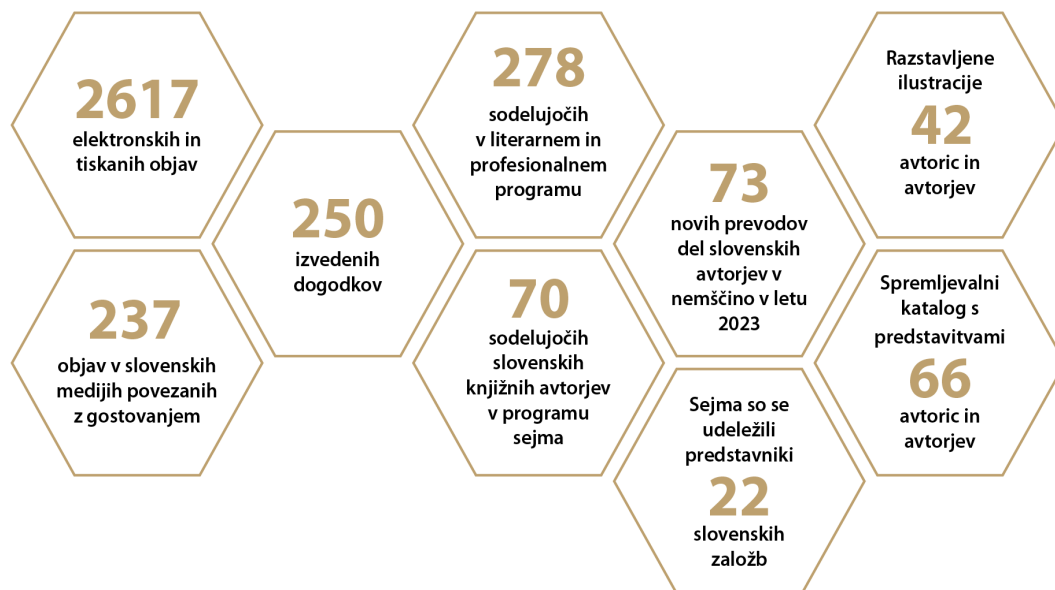 2617
elektronskih in
tiskanih objav
237
objav v slovenskih
medijih povezanih
z gostovanjem
250
izvedenih
dogodkov
278
sodelujočih
v literarnem in
profesionalnem
programu
70
sodelujočih
slovenskih
knjižnih avtorjev
v programu
sejma
73
novih prevodov
del slovenskih
avtorjev v
nemščino v letu
2023
Sejma so se
udeležili
predstavniki
22
slovenskih
založb
Razstavljene
ilustracije
42
avtoric in
avtorjev
Spremljevalni
katalog s
predstavitvami
66
avtoric in
avtorjev